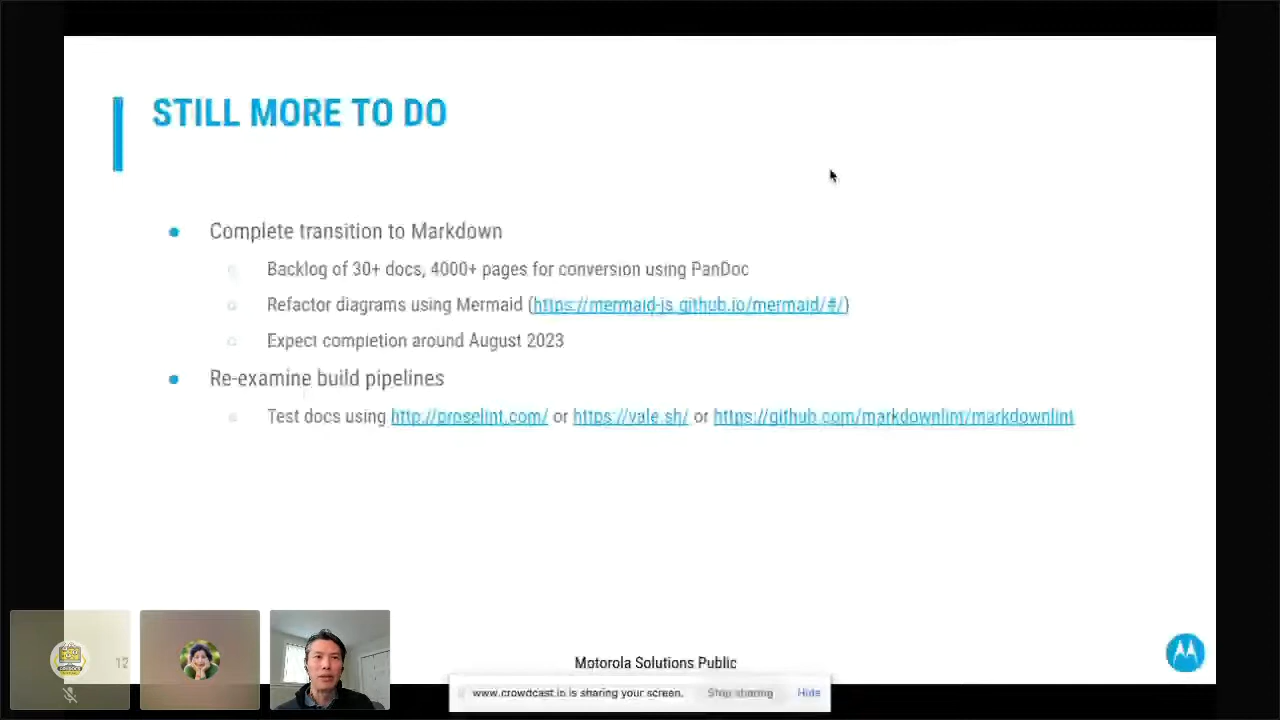 STILL MORE TO DO
Complete transition to Markdown
Backlog of 30+ docs, 4000+ pages for conversion using PanDoc
Refactor diagrams using Mermaid (https://mermaid-js.github.io/mermaid/#/)
Expect completion around August 2023
Re-examine build pipelines
Test docs using http://proselint.com/ or https://vale.sh/ or https://github.com/markdownlint/markdownlint
12
Motorola Solutions Public
www.crowdcast.io is sharing your screen.
Stop sharing
Hide